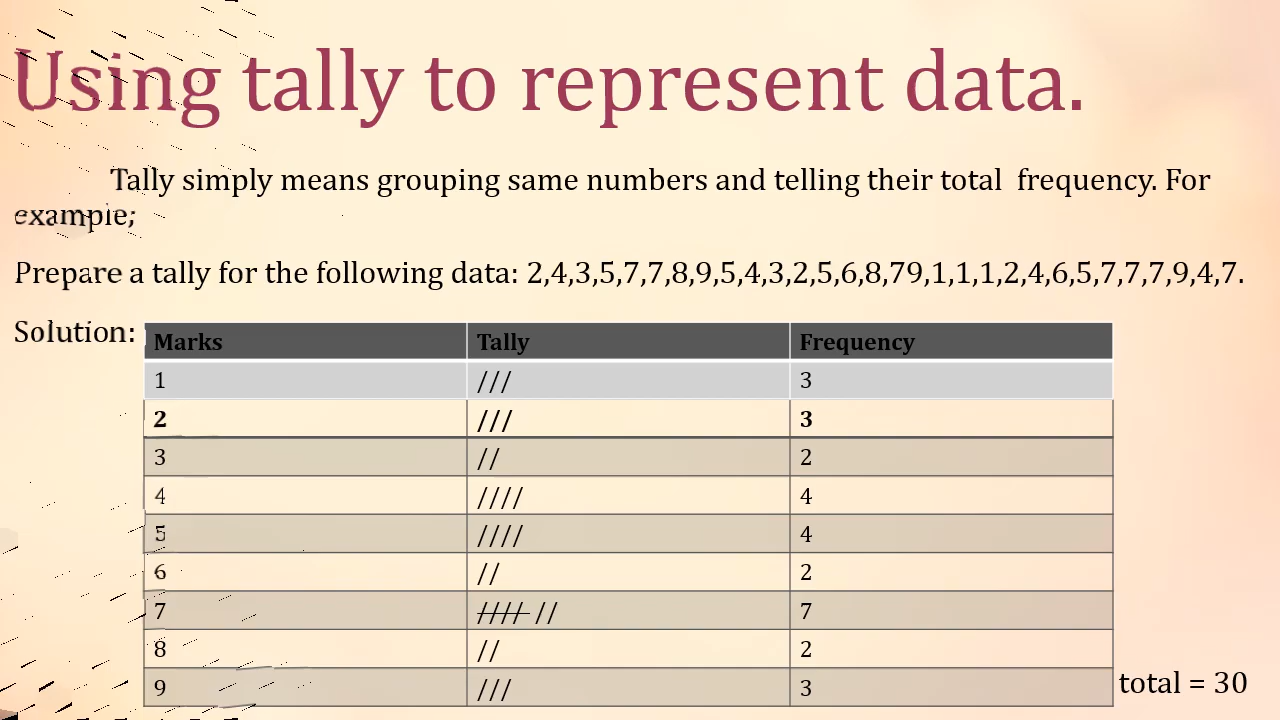 Using tally to represent data.
Tally simply means grouping same numbers and telling their total frequency. For
example;
Prepare a tally for the following data: 2,4,3,5,7,7,8,9,5,4,3,2,5,6,8,79,1,1,1,2,4,6,5,7,7,7,9,4,7.
Solution:
Marks Tally Frequency
1 /// 3
2 /// 3
3 // 2
4 //// 4
5 //// 4
6 // 2
7 //// // 7
8 // 2
9 /// 3
total = 30